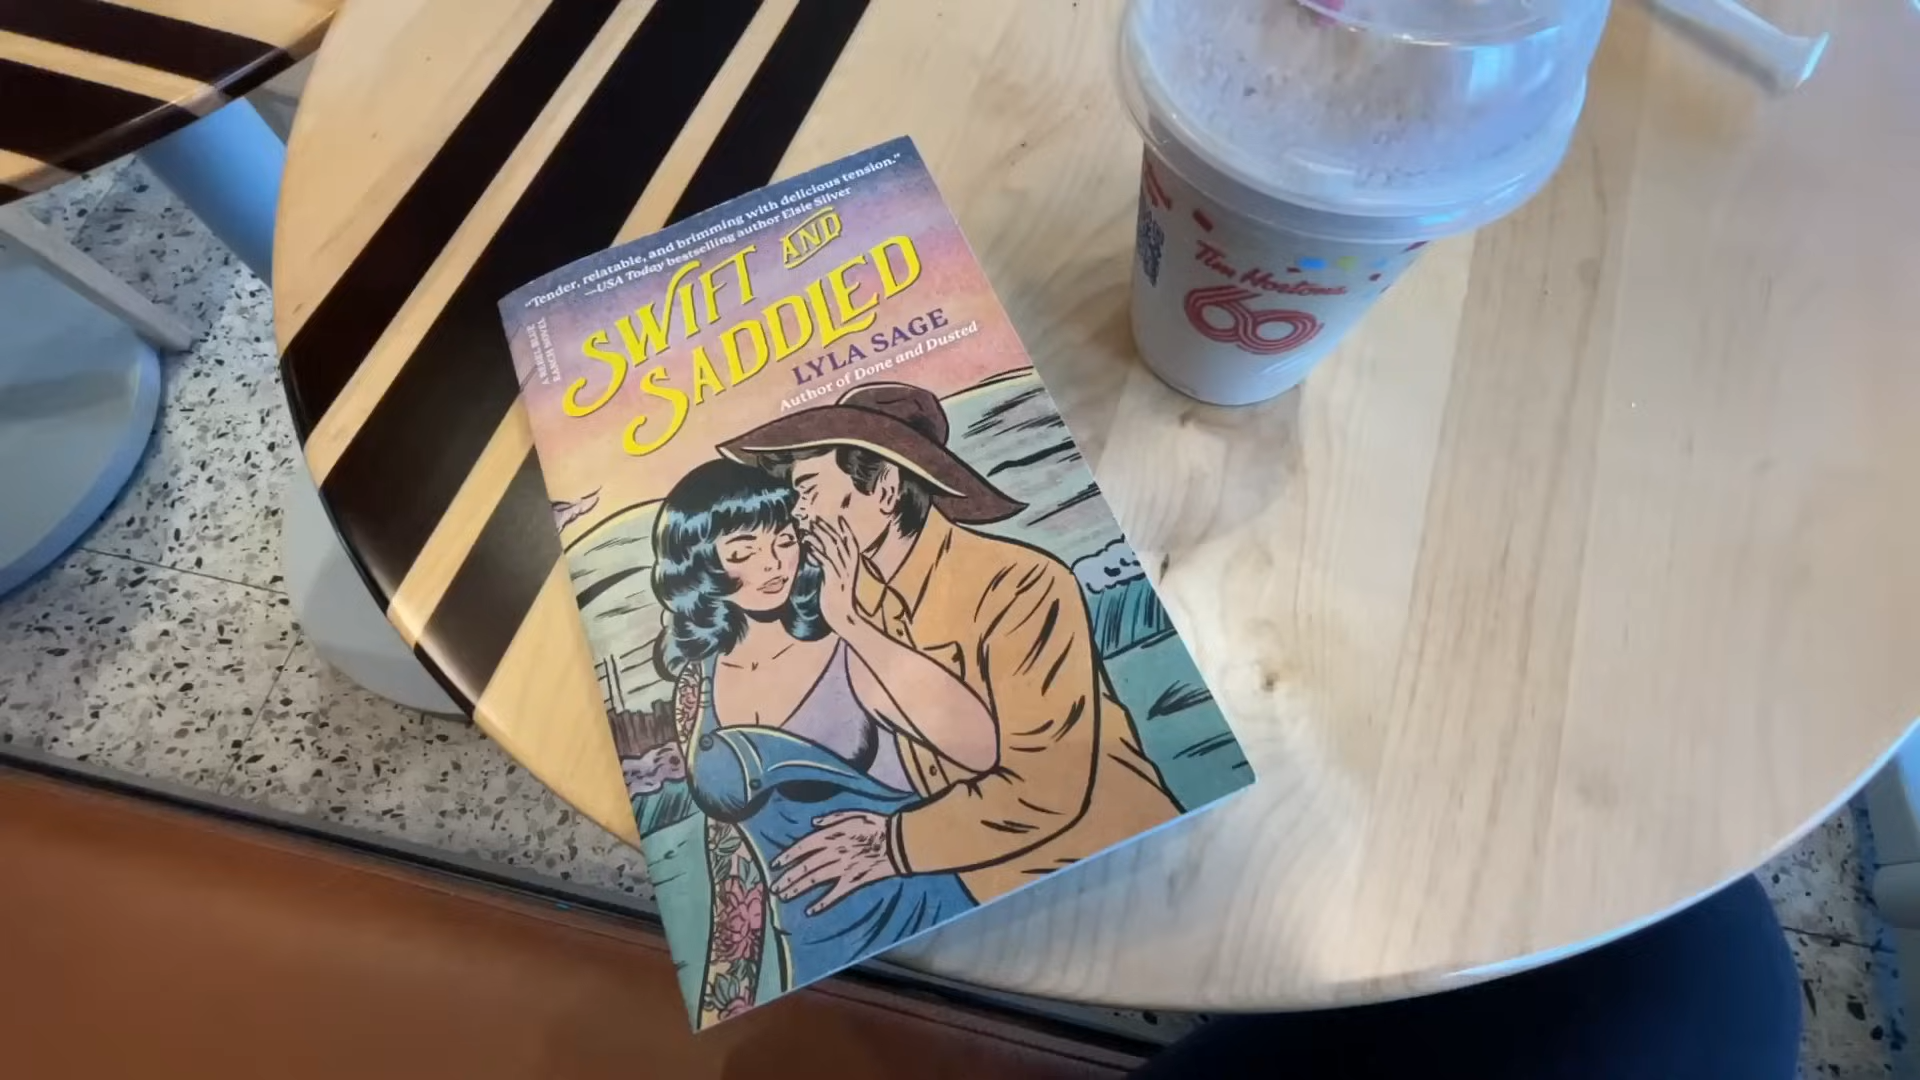 "Tender, relatable, and brimming with delicious tension."
—USA Today bestselling author Elsie Silver
A REBEL BLUE
RANCH NOVEL
SWIFT AND
SADDLED
LYLA SAGE
Author of Done and Dusted
Tim Hortons
60